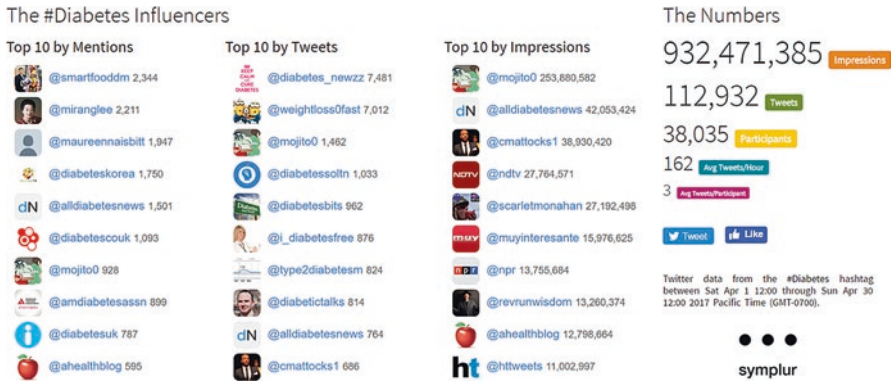 The #Diabetes Influencers
Top 10 by Mentions
@smartfooddm 2,344
@miranglee 2,211
@maureennaisbitt 1,947
@diabeteskorea 1,750
@alldiabetesnews 1,501
@diabetescouk 1,093
@mojito0 928
@amdiabetesassn 899
@diabetesuk 787
@ahealthblog 595
Top 10 by Tweets
@diabetes_newzz 7,481
@weightloss0fast 7,012
@mojito0 1,462
@diabetessoltn 1,033
@diabetesbits 962
@i_diabetesfree 876
@type2diabetesm 824
@diabetictalks 814
@alldiabetesnews 764
@cmattocks1 686
Top 10 by Impressions
@mojito0 253,880,582
dN @alldiabetesnews 42,053,424
@cmattocks1 38,930,420
NDTV @ndtv 27,764,571
@scarletmonahan 27,192,498
muy @muyinteresante 15,976,625
npr @npr 13,755,684
@revrunwisdom 13,260,374
@ahealthblog 12,798,664
ht @httweets 11,002,997
The Numbers
932,471,385 Impressions
112,932 Tweets
38,035 Participants
162 Avg Tweets/Hour
3 Avg Tweets/Participant
Tweet Like
Twitter data from the #Diabetes hashtag
between Sat Apr 1 12:00 through Sun Apr 30
12:00 2017 Pacific Time (GMT-0700).
symplur